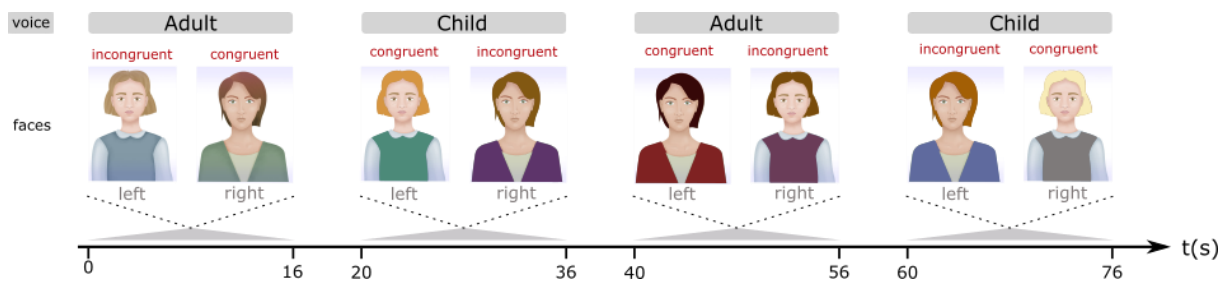 voice Adult Child Adult Child
incongruent congruent congruent incongruent congruent incongruent incongruent congruent
faces
left right left right left right left right
t(s)
0 16 20 36 40 56 60 76